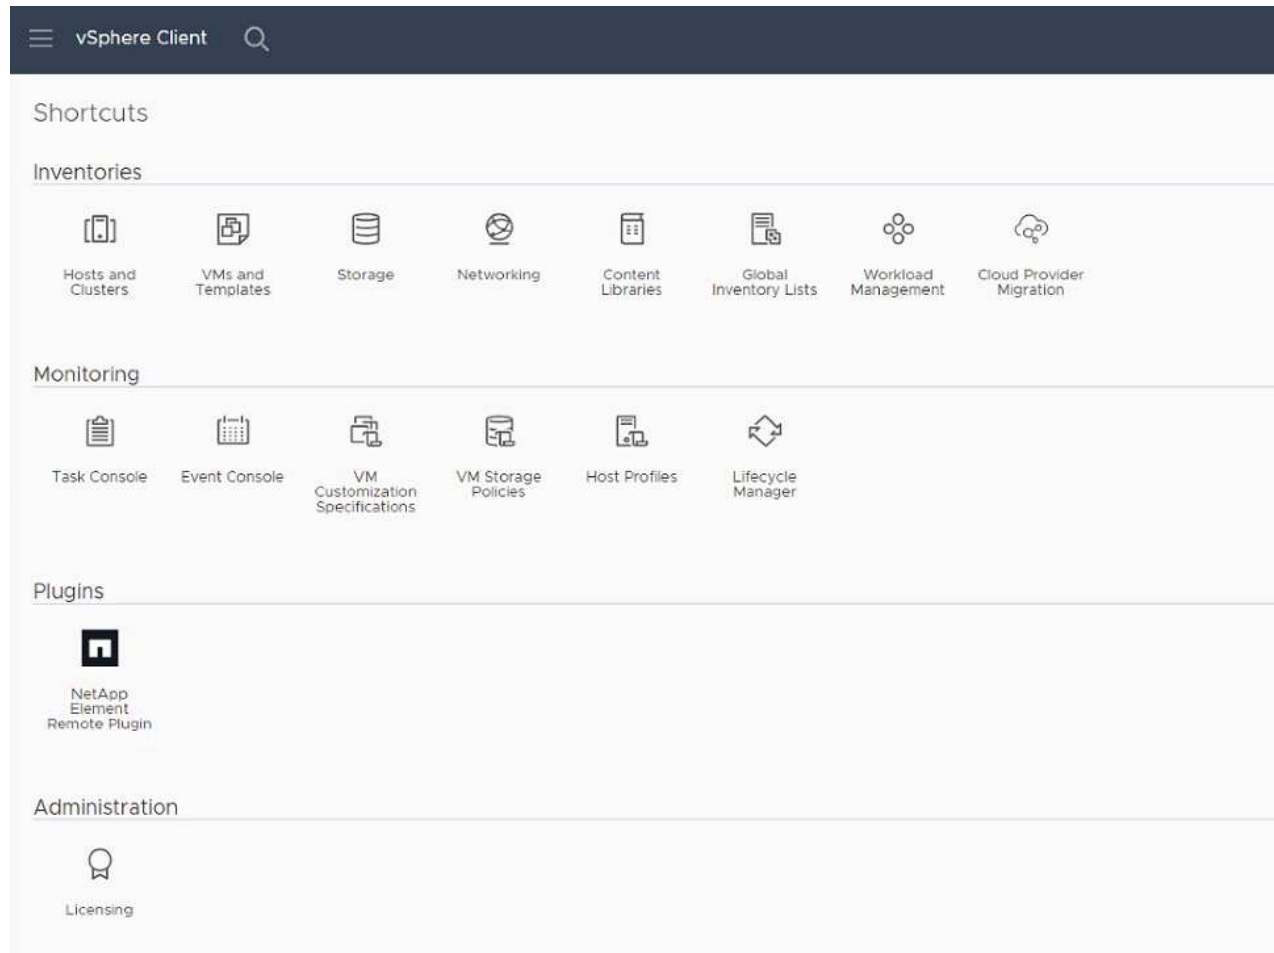 vSphere Client
Shortcuts
Inventories
Hosts and
Clusters
VMs and
Templates
Storage
Networking
Content
Libraries
Global
Inventory Lists
Workload
Management
Cloud Provider
Migration
Monitoring
Task Console
Event Console
VM
Customization
Specifications
VM Storage
Policies
Host Profiles
Lifecycle
Manager
Plugins
NetApp
Element
Remote Plugin
Administration
Licensing